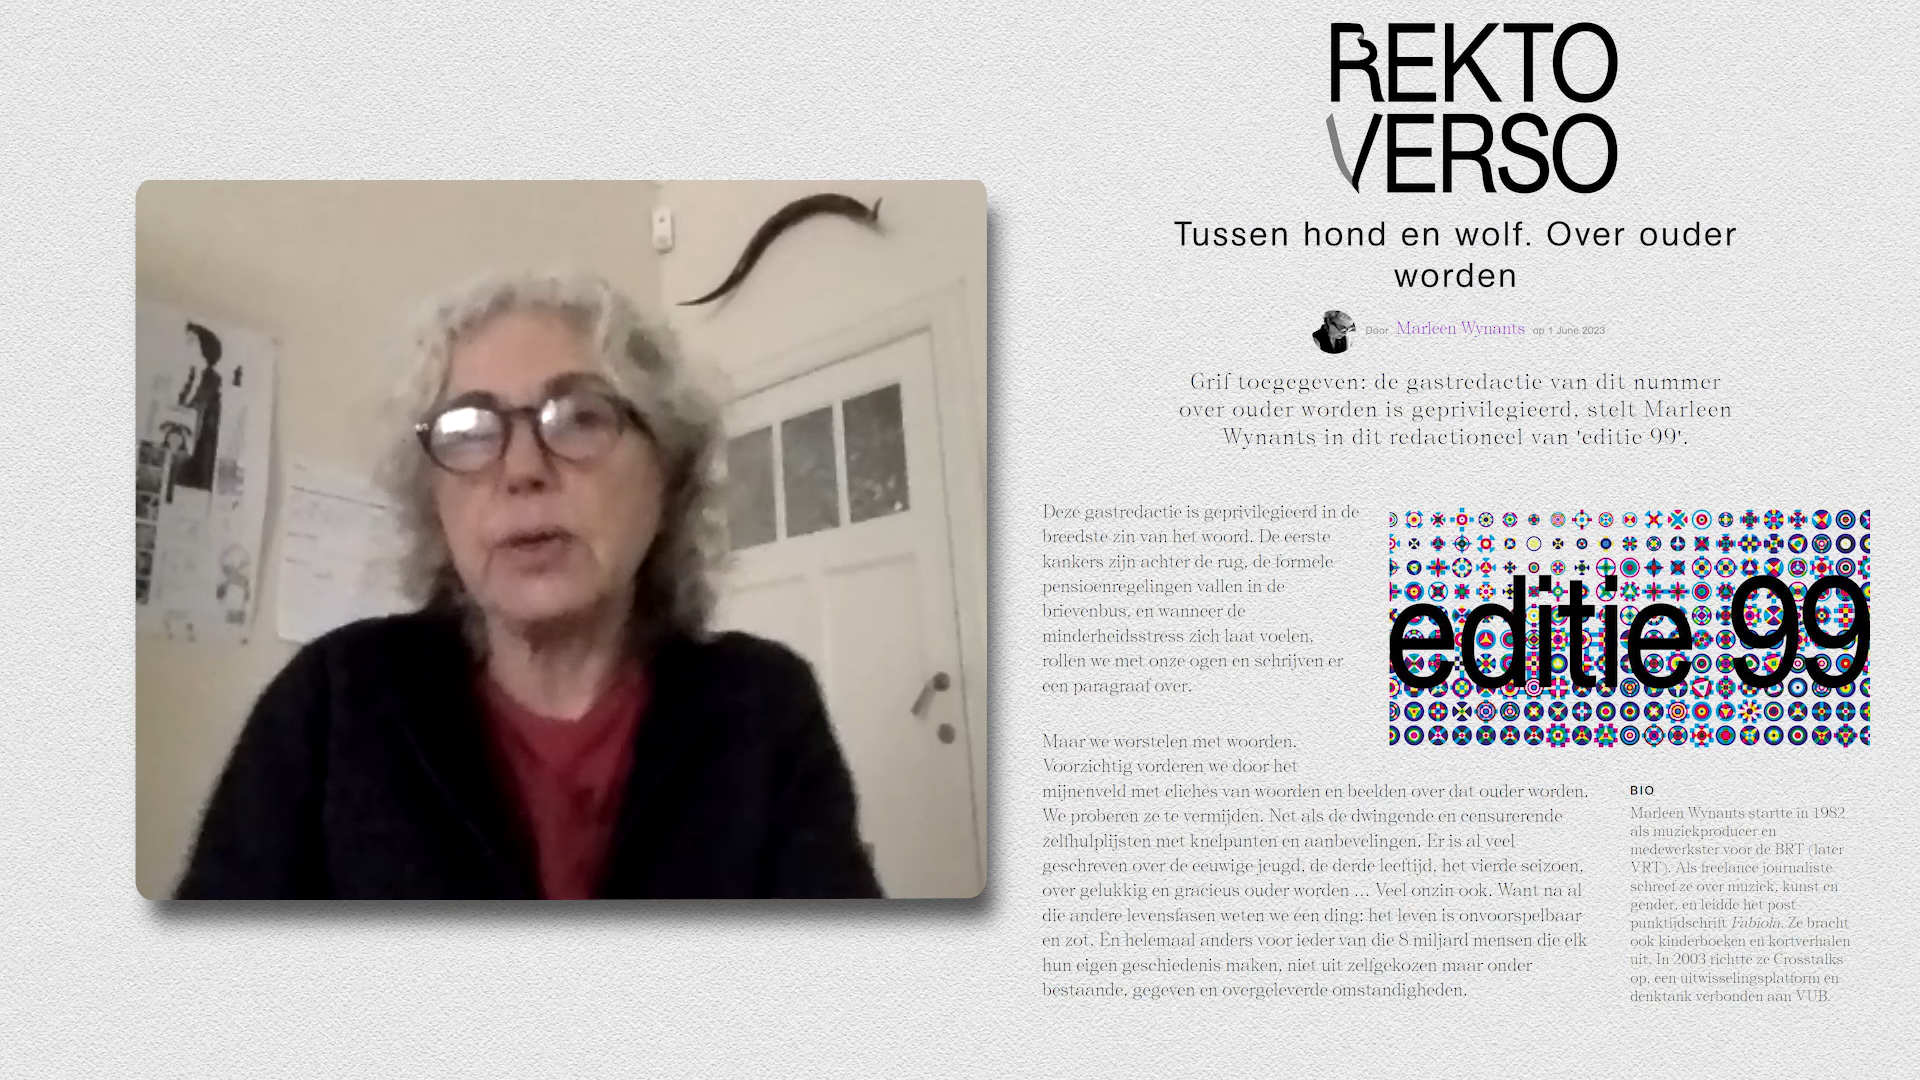 REKTO
VERSO
Tussen hond en wolf. Over ouder
worden
Door Marleen Wynants op 1 June 2023
Grif toegegeven: de gastredactie van dit nummer
over ouder worden is geprivilegieerd, stelt Marleen
Wynants in dit redactioneel van 'editie 99'.
Deze gastredactie is geprivilegieerd in de
breedste zin van het woord. De eerste
kankers zijn achter de rug, de formele
pensioenregelingen vallen in de
brievenbus, en wanneer de
minderheidsstress zich laat voelen,
rollen we met onze ogen en schrijven er
een paragraaf over.
editie 99
Maar we worstelen met woorden.
Voorzichtig vorderen we door het
mijnenveld met clichés van woorden en beelden over dat ouder worden.
We proberen ze te vermijden. Net als de dwingende en censurerende
zelfhulplijsten met knelpunten en aanbevelingen. Er is al veel
geschreven over de eeuwige jeugd, de derde leeftijd, het vierde seizoen,
over gelukkig en gracieus ouder worden … Veel onzin ook. Want na al
die andere levensfasen weten we één ding: het leven is onvoorspelbaar
en zot. En helemaal anders voor ieder van die 8 miljard mensen die elk
hun eigen geschiedenis maken, niet uit zelfgekozen maar onder
bestaande, gegeven en overgeleverde omstandigheden.
BIO
Marleen Wynants startte in 1982
als muziekproducer en
medewerkster voor de BRT (later
VRT). Als freelance journaliste
schreef ze over muziek, kunst en
gender, en leidde het post
punktijdschrift Fabiola. Ze bracht
ook kinderboeken en kortverhalen
uit. In 2003 richtte ze Crosstalks
op, een uitwisselingsplatform en
denktank verbonden aan VUB.